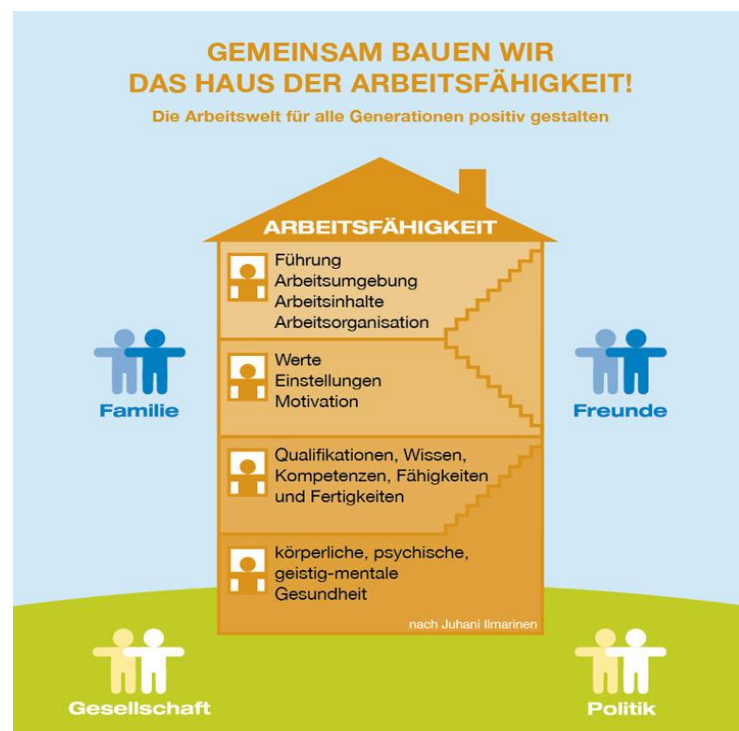 GEMEINSAM BAUEN WIR
DAS HAUS DER ARBEITSFÄHIGKEIT!
Die Arbeitswelt für alle Generationen positiv gestalten
ARBEITSFÄHIGKEIT
Führung
Arbeitsumgebung
Arbeitsinhalte
Arbeitsorganisation
Werte
Einstellungen
Motivation
Familie
Freunde
Qualifikationen, Wissen,
Kompetenzen, Fähigkeiten
und Fertigkeiten
körperliche, psychische,
geistig-mentale
Gesundheit
nach Juhani Ilmarinen
Gesellschaft
Politik